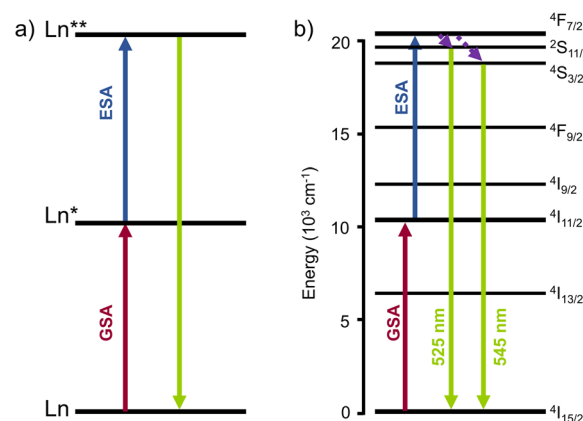 a)
Ln**
ESA
Ln*
GSA
Ln
b)
Energy (10³ cm⁻¹)
20
15
10
5
0
ESA
GSA
525 nm
545 nm
⁴F₇/₂
²S₁₁/
⁴S₃/₂
⁴F₉/₂
⁴I₉/₂
⁴I₁₁/₂
⁴I₁₃/₂
⁴I₁₅/₂